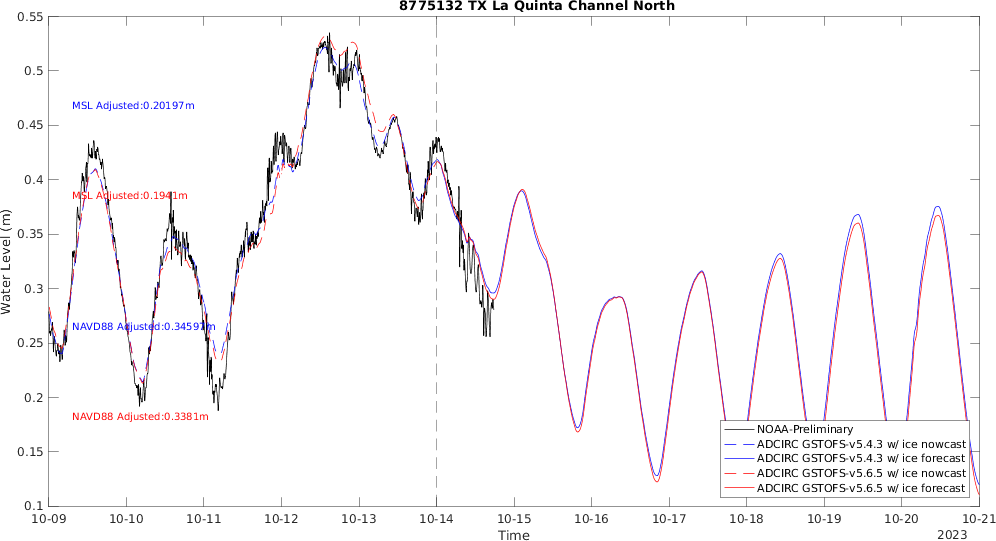 8775132 TX La Quinta Channel North
Water Level (m)
0.55
0.5
0.45
0.4
0.35
0.3
0.25
0.2
0.15
0.1
MSL Adjusted:0.20197m
MSL Adjusted:0.1941m
NAVD88 Adjusted:0.34597m
NAVD88 Adjusted:0.3381m
NOAA-Preliminary
ADCIRC GSTOFS-v5.4.3 w/ ice nowcast
ADCIRC GSTOFS-v5.4.3 w/ ice forecast
ADCIRC GSTOFS-v5.6.5 w/ ice nowcast
ADCIRC GSTOFS-v5.6.5 w/ ice forecast
10-09 10-10 10-11 10-12 10-13 10-14 10-15 10-16 10-17 10-18 10-19 10-20 10-21
Time
2023